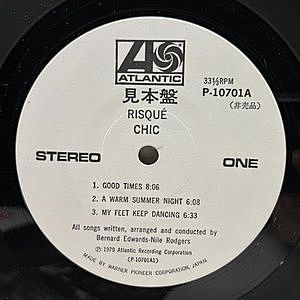 ATLANTIC
33⅓RPM
P-10701A
(非売品)
見本盤
RISQUÉ
CHIC
STEREO
ONE
1. GOOD TIMES 8:06
2. A WARM SUMMER NIGHT 6:08
3. MY FEET KEEP DANCING 6:33
All songs written, arranged and conducted by
Bernard Edwards-Nile Rodgers
Ⓟ1979 Atlantic Recording Corporation
(P-10701A1)
MADE BY WARNER PIONEER CORPORATION, JAPAN